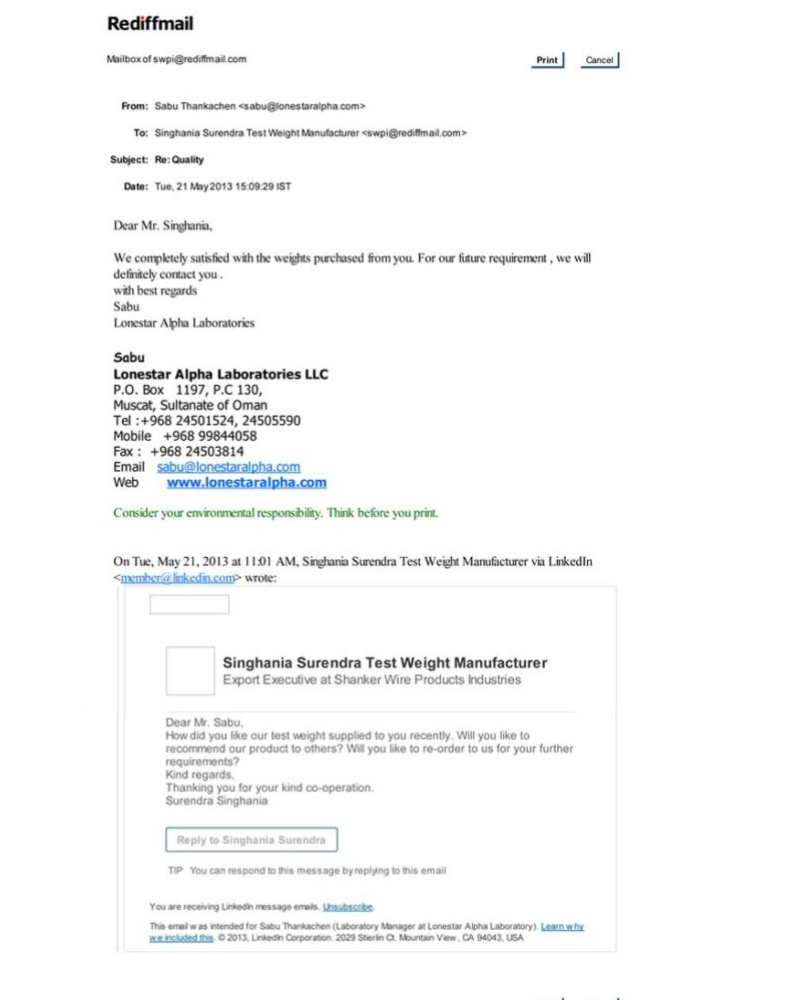 Rediffmail
Mailbox of swpi@rediffmail.com
Print
Cancel
From: Sabu Thankachen <sabu@lonestaralpha.com>
To: Singhania Surendra Test Weight Manufacturer <swpi@rediffmail.com>
Subject: Re: Quality
Date: Tue, 21 May 2013 15:09:29 IST
Dear Mr. Singhania,
We completely satisfied with the weights purchased from you. For our future requirement , we will
definitely contact you .
with best regards
Sabu
Lonestar Alpha Laboratories
Sabu
Lonestar Alpha Laboratories LLC
P.O. Box 1197, P.C 130,
Muscat, Sultanate of Oman
Tel :+968 24501524, 24505590
Mobile +968 99844058
Fax : +968 24503814
Email sabu@lonestaralpha.com
Web www.lonestaralpha.com
Consider your environmental responsibility. Think before you print.
On Tue, May 21, 2013 at 11:01 AM, Singhania Surendra Test Weight Manufacturer via LinkedIn
<member@linkedin.com> wrote:
Singhania Surendra Test Weight Manufacturer
Export Executive at Shanker Wire Products Industries
Dear Mr. Sabu,
How did you like our test weight supplied to you recently. Will you like to
recommend our product to others? Will you like to re-order to us for your further
requirements?
Kind regards,
Thanking you for your kind co-operation.
Surendra Singhania
Reply to Singhania Surendra
TIP You can respond to this message by replying to this email
You are receiving LinkedIn message emails. Unsubscribe.
This email was intended for Sabu Thankachen (Laboratory Manager at Lonestar Alpha Laboratory). Learn why
we included this. © 2013, LinkedIn Corporation. 2029 Stierlin Ct. Mountain View, CA 94043, USA